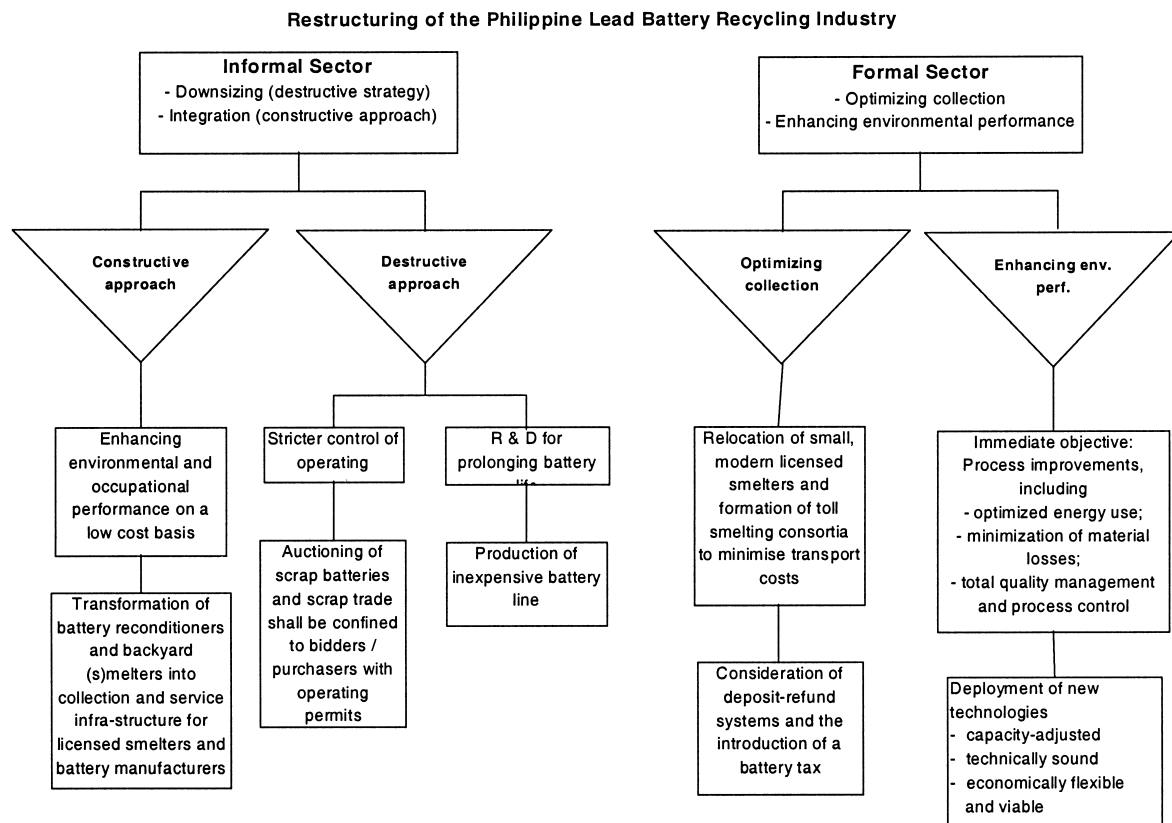 Restructuring of the Philippine Lead Battery Recycling Industry
Informal Sector
- Downsizing (destructive strategy)
- Integration (constructive approach)
Formal Sector
- Optimizing collection
- Enhancing environmental performance
Constructive
approach
Destructive
approach
Optimizing
collection
Enhancing env.
perf.
Enhancing
environmental and
occupational
performance on a
low cost basis
Stricter control of
operating
R & D for
prolonging battery
life
Relocation of small,
modern licensed
smelters and
formation of toll
smelting consortia
to minimise transport
costs
Immediate objective:
Process improvements,
including
- optimized energy use;
- minimization of material
losses;
- total quality management
and process control
Transformation of
battery reconditioners
and backyard
(s)melters into
collection and service
infra-structure for
licensed smelters and
battery manufacturers
Auctioning of
scrap batteries
and scrap trade
shall be confined
to bidders /
purchasers with
operating
permits
Production of
inexpensive battery
line
Consideration of
deposit-refund
systems and the
introduction of a
battery tax
Deployment of new
technologies
- capacity-adjusted
- technically sound
- economically flexible
and viable